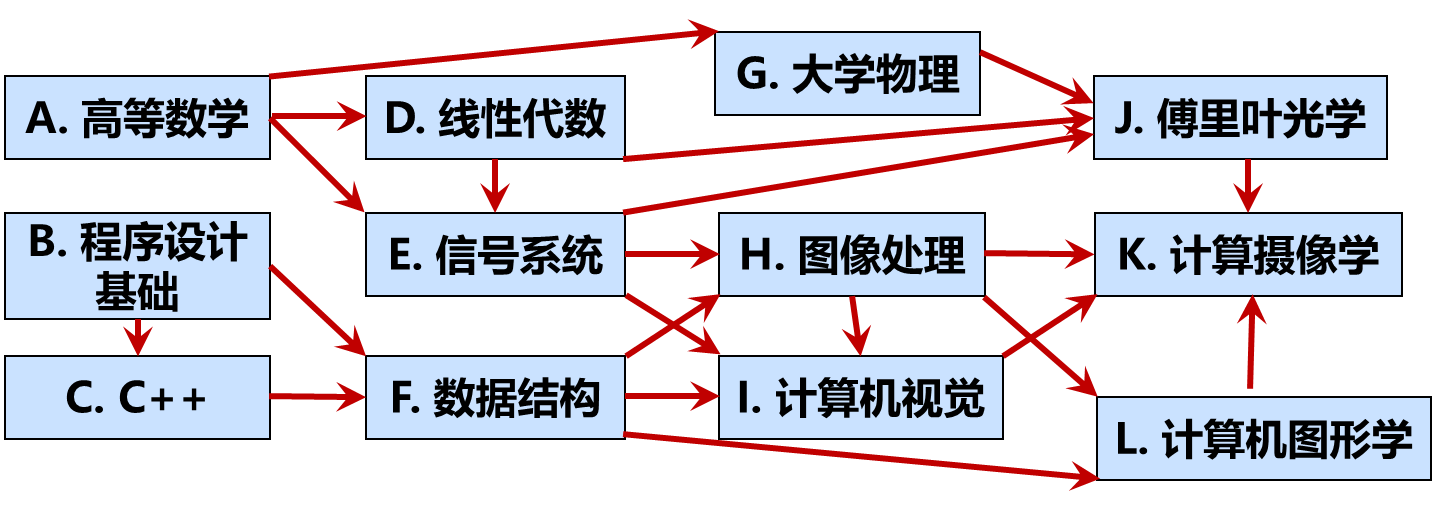 A. 高等数学
B. 程序设计
基础
C. C++
D. 线性代数
E. 信号系统
F. 数据结构
G. 大学物理
H. 图像处理
I. 计算机视觉
J. 傅里叶光学
K. 计算摄像学
L. 计算机图形学